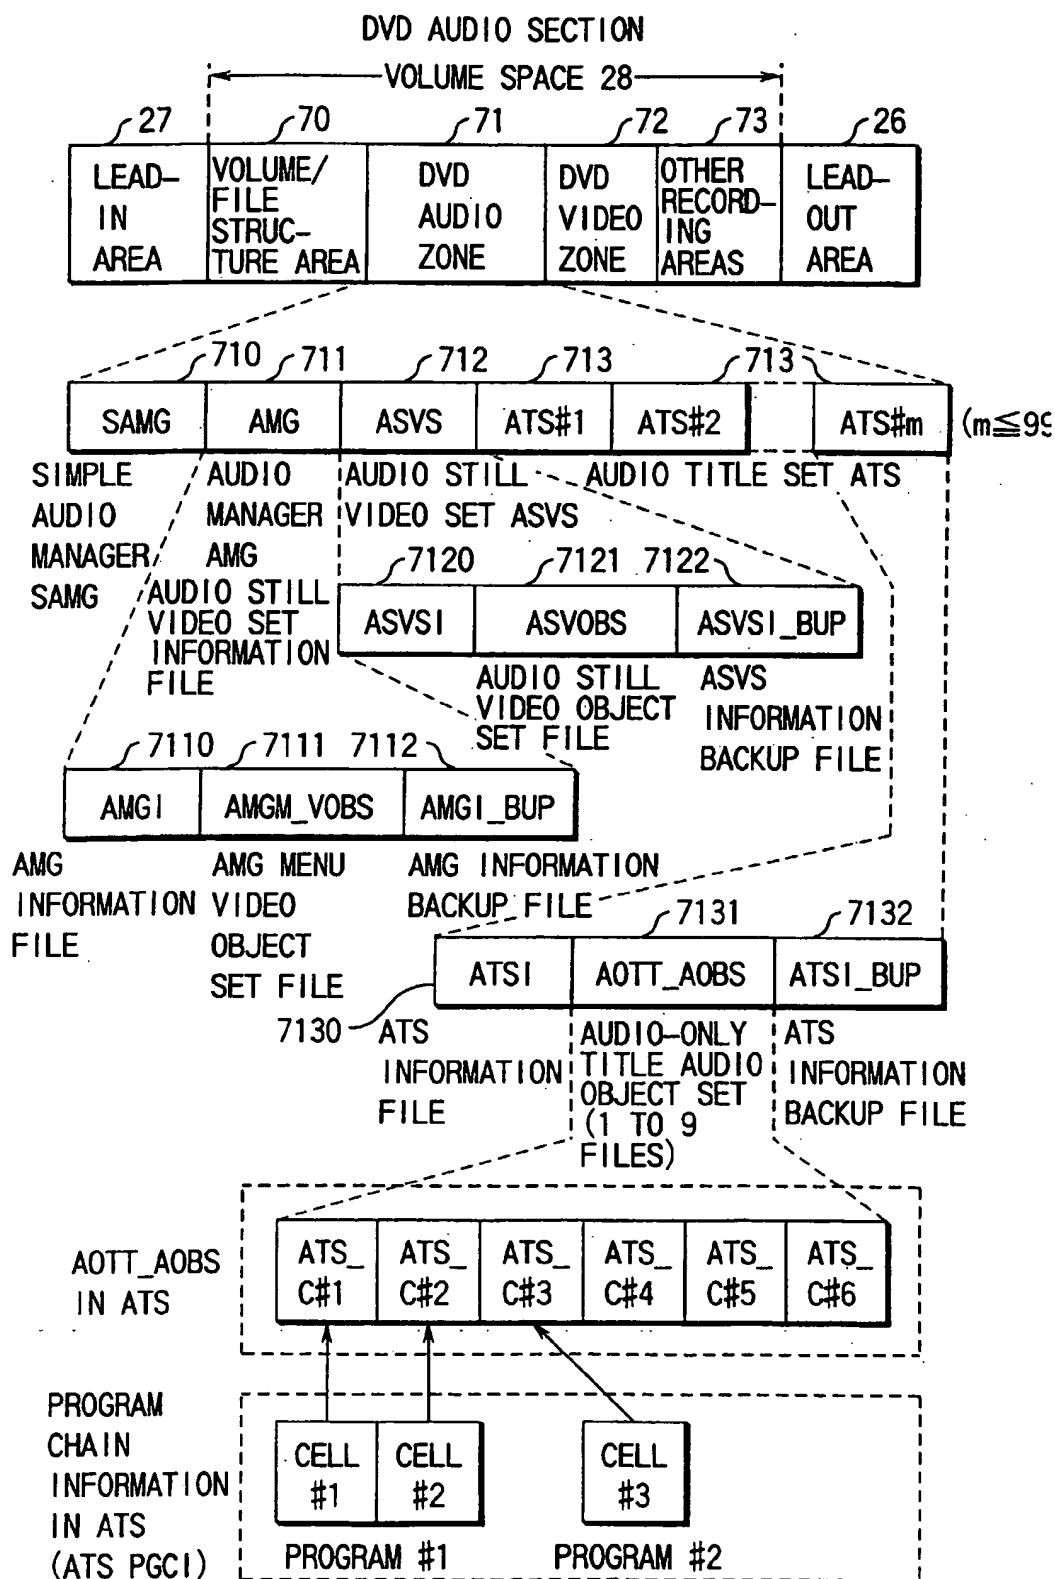 DVD AUDIO SECTION
VOLUME SPACE 28
27
70
71
72
73
26
LEAD-
IN
AREA
VOLUME/
FILE
STRUC-
TURE AREA
DVD
AUDIO
ZONE
DVD
VIDEO
ZONE
OTHER
RECORD-
ING
AREAS
LEAD-
OUT
AREA
710
711
712
713
713
SAMG
AMG
ASVS
ATS#1
ATS#2
ATS#m
(m≦99
SIMPLE
AUDIO
MANAGER
SAMG
AUDIO
MANAGER
AMG
AUDIO STILL
VIDEO SET ASVS
AUDIO TITLE SET ATS
7120
7121
7122
AUDIO STILL
VIDEO SET
INFORMATION
FILE
ASVSI
ASVOBS
ASVSI_BUP
AUDIO STILL
VIDEO OBJECT
SET FILE
ASVS
INFORMATION
BACKUP FILE
7110
7111
7112
AMGI
AMGM_VOBS
AMGI_BUP
AMG
INFORMATION
FILE
AMG MENU
VIDEO
OBJECT
SET FILE
AMG INFORMATION
BACKUP FILE
7131
7132
ATSI
AOTT_AOBS
ATSI_BUP
7130
ATS
INFORMATION
FILE
AUDIO-ONLY
TITLE AUDIO
OBJECT SET
(1 TO 9
FILES)
ATS
INFORMATION
BACKUP FILE
AOTT_AOBS
IN ATS
ATS_
C#1
ATS_
C#2
ATS_
C#3
ATS_
C#4
ATS_
C#5
ATS_
C#6
PROGRAM
CHAIN
INFORMATION
IN ATS
(ATS PGCI)
CELL
#1
CELL
#2
CELL
#3
PROGRAM #1
PROGRAM #2